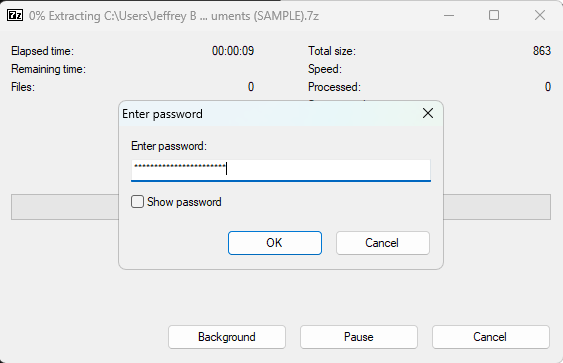 7z 0% Extracting C:\Users\Jeffrey B ... uments (SAMPLE).7z
Elapsed time: 00:00:09 Total size: 863
Remaining time: Speed:
Files: 0 Processed: 0
Enter password
Enter password:
***********************
Show password
OK Cancel
Background Pause Cancel